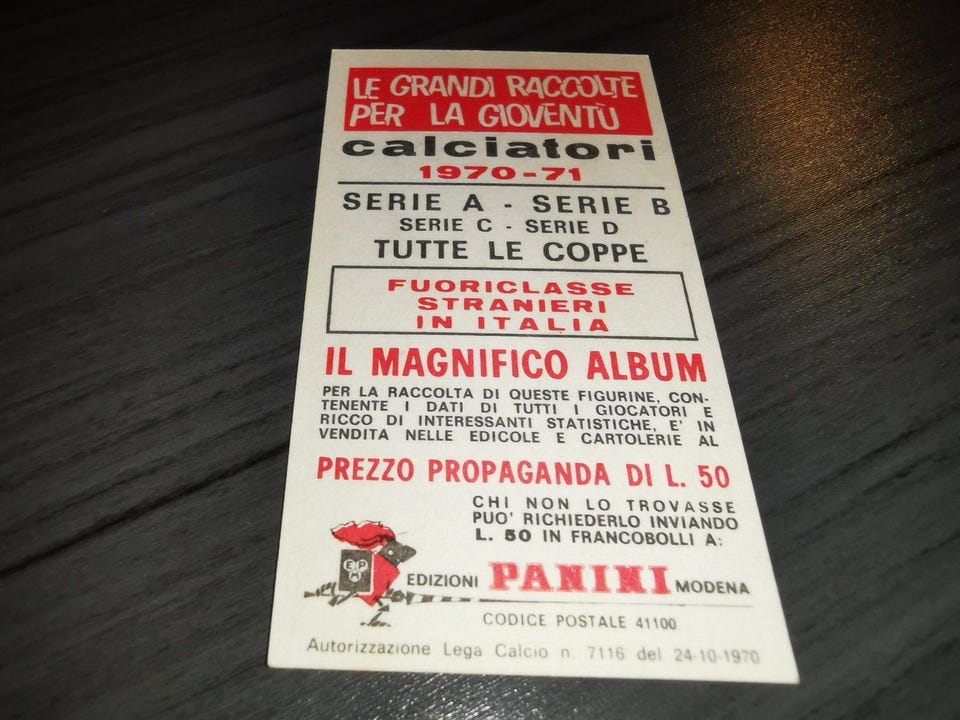 LE GRANDI RACCOLTE
PER LA GIOVENTÙ
calciatori
1970-71
SERIE A - SERIE B
SERIE C - SERIE D
TUTTE LE COPPE
FUORICLASSE
STRANIERI
IN ITALIA
IL MAGNIFICO ALBUM
PER LA RACCOLTA DI QUESTE FIGURINE, CON-
TENENTE I DATI DI TUTTI I GIOCATORI E
RICCO DI INTERESSANTI STATISTICHE, E' IN
VENDITA NELLE EDICOLE E CARTOLERIE AL
PREZZO PROPAGANDA DI L. 50
CHI NON LO TROVASSE
PUO' RICHIEDERLO INVIANDO
L. 50 IN FRANCOBOLLI A:
EPM
EDIZIONI PANINI MODENA
CODICE POSTALE 41100
Autorizzazione Lega Calcio n. 7116 del 24-10-1970